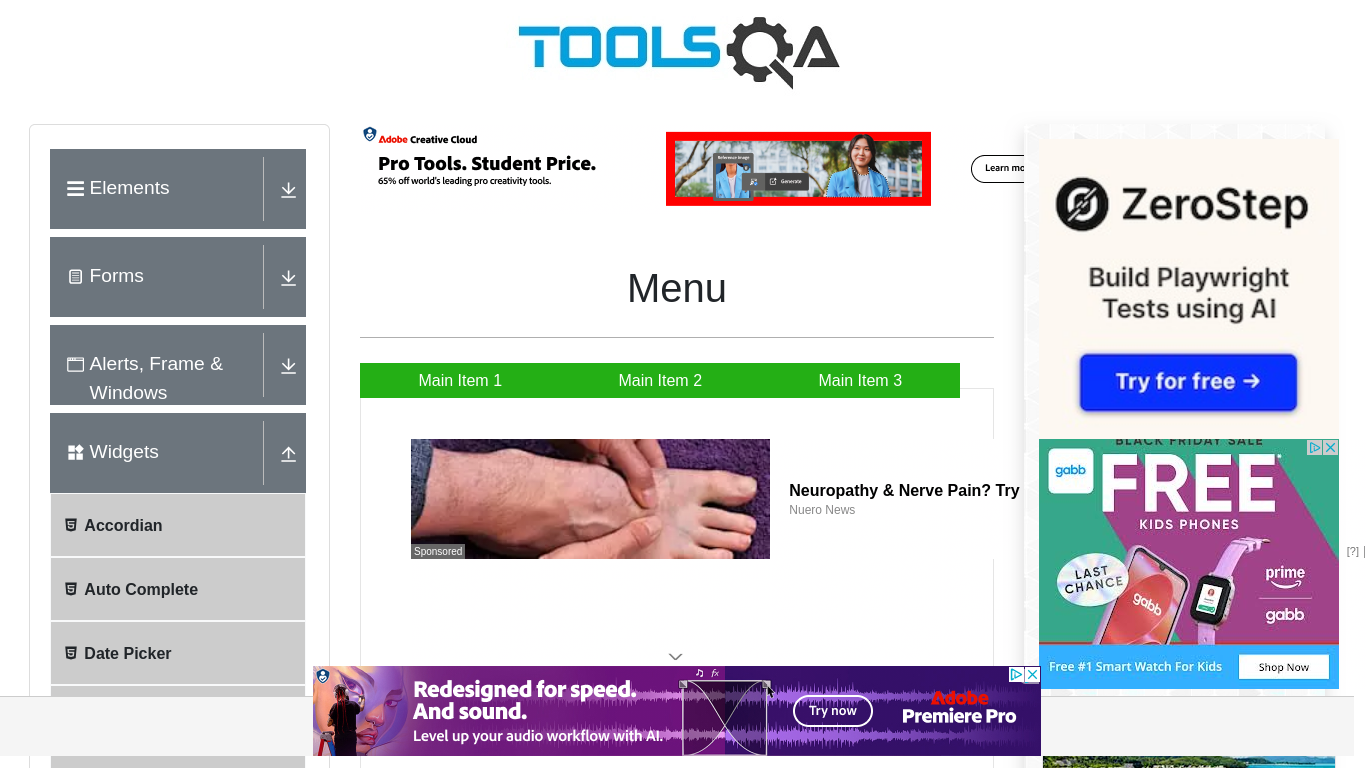 TOOLSQA
Elements
Forms
Alerts, Frame &
Windows
Widgets
Accordian
Auto Complete
Date Picker
Adobe Creative Cloud
Pro Tools. Student Price.
65% off world's leading pro creativity tools.
Reference image
Generate
Learn mo
Menu
Main Item 1
Main Item 2
Main Item 3
Sponsored
Neuropathy & Nerve Pain? Try
Nuero News
ZeroStep
Build Playwright
Tests using AI
Try for free →
BLACK FRIDAY SALE
gabb
FREE
KIDS PHONES
LAST
CHANCE
gabb
prime
gabb
Free #1 Smart Watch For Kids
Shop Now
[?]
Redesigned for speed.
And sound.
Level up your audio workflow with AI.
fx
Try now
Adobe
Premiere Pro